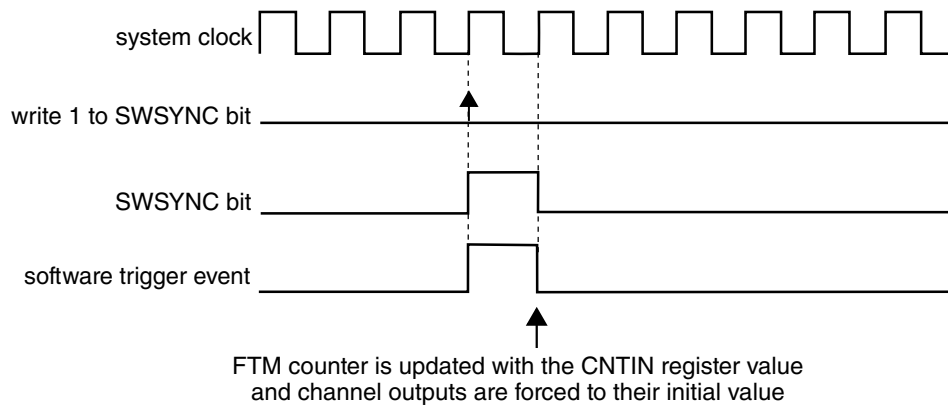 system clock
write 1 to SWSYNC bit
SWSYNC bit
software trigger event
FTM counter is updated with the CNTIN register value
and channel outputs are forced to their initial value